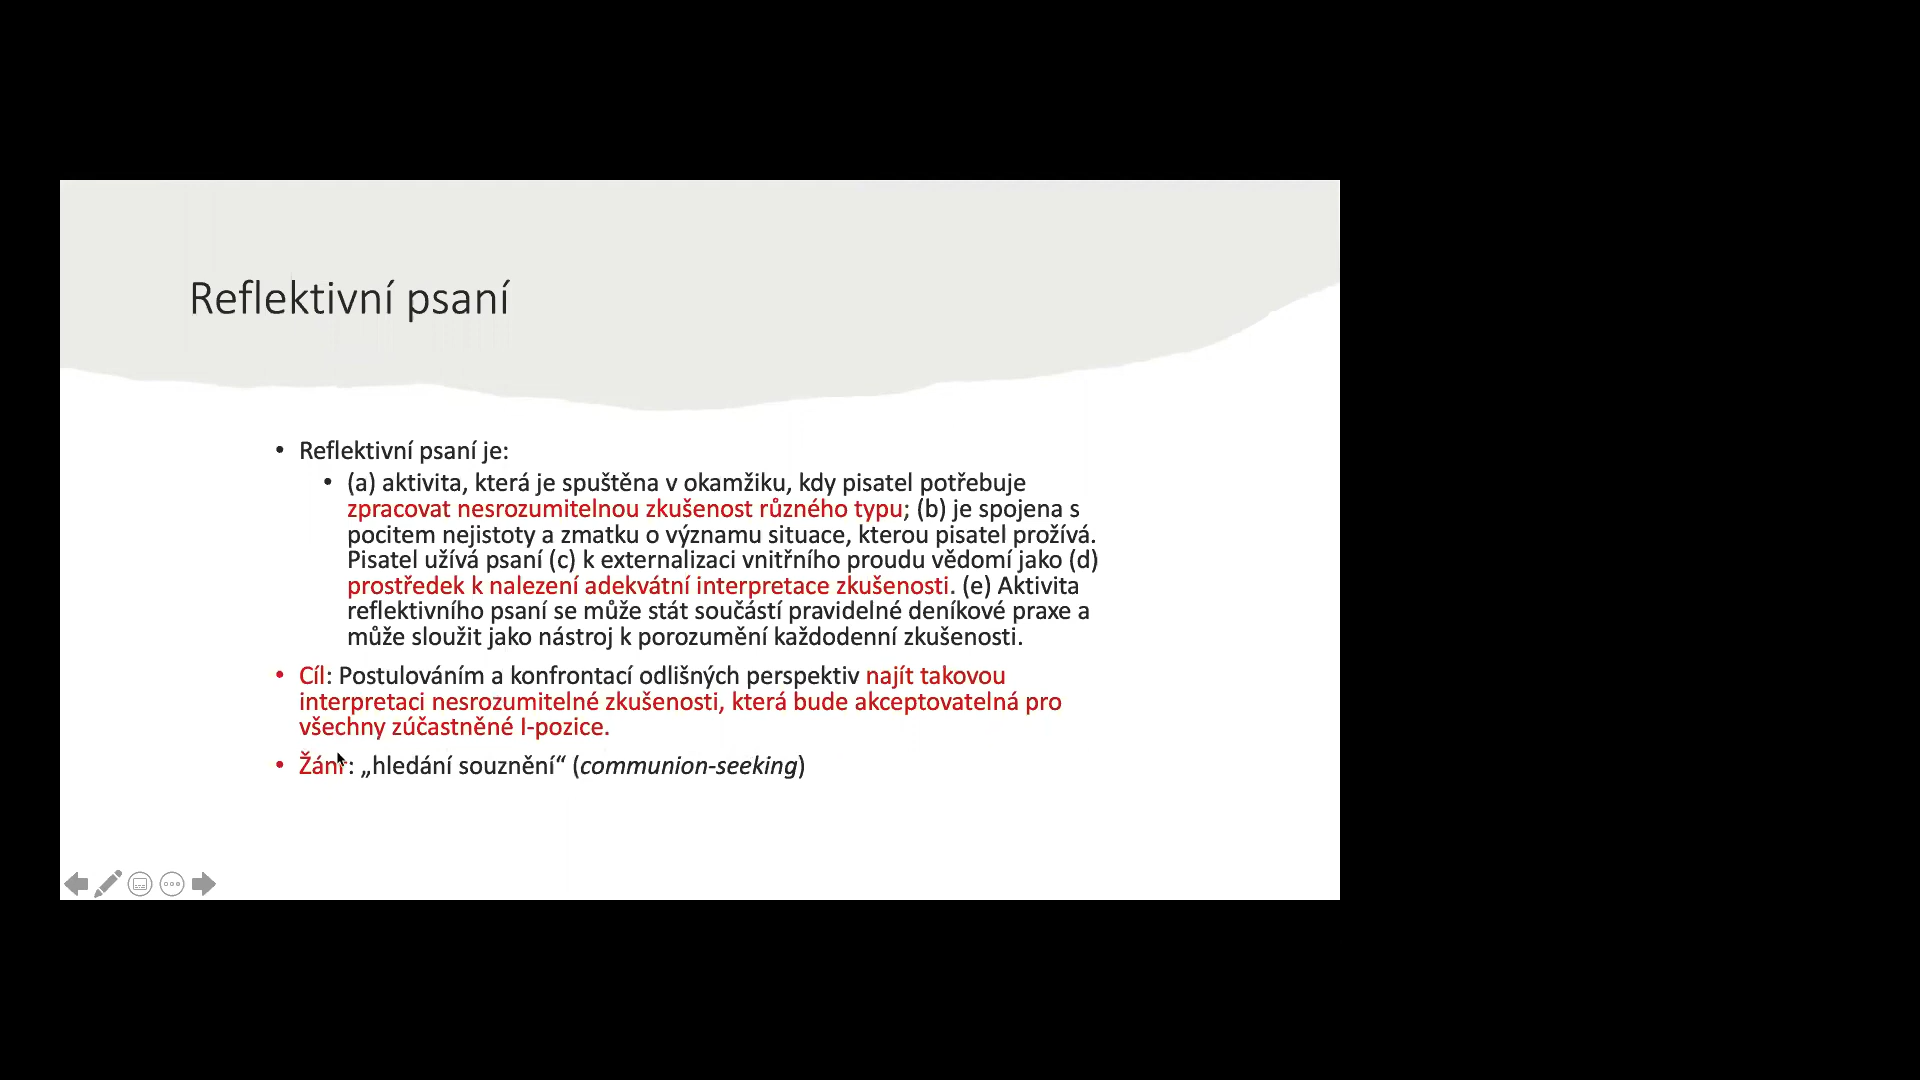 Reflektivní psaní
• Reflektivní psaní je:
• (a) aktivita, která je spuštěna v okamžiku, kdy pisatel potřebuje
zpracovat nesrozumitelnou zkušenost různého typu; (b) je spojena s
pocitem nejistoty a zmatku o významu situace, kterou pisatel prožívá.
Pisatel užívá psaní (c) k externalizaci vnitřního proudu vědomí jako (d)
prostředek k nalezení adekvátní interpretace zkušenosti. (e) Aktivita
reflektivního psaní se může stát součástí pravidelné deníkové praxe a
může sloužit jako nástroj k porozumění každodenní zkušenosti.
• Cíl: Postulováním a konfrontací odlišných perspektiv najít takovou
interpretaci nesrozumitelné zkušenosti, která bude akceptovatelná pro
všechny zúčastněné I-pozice.
• Žánr: „hledání souznění“ (communion-seeking)